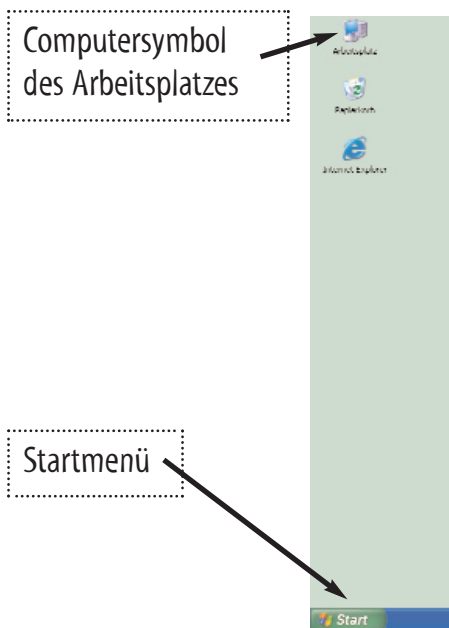 Computersymbol
des Arbeitsplatzes
Arbeitsplatz
Papierkorb
Internet Explorer
Startmenü
Start